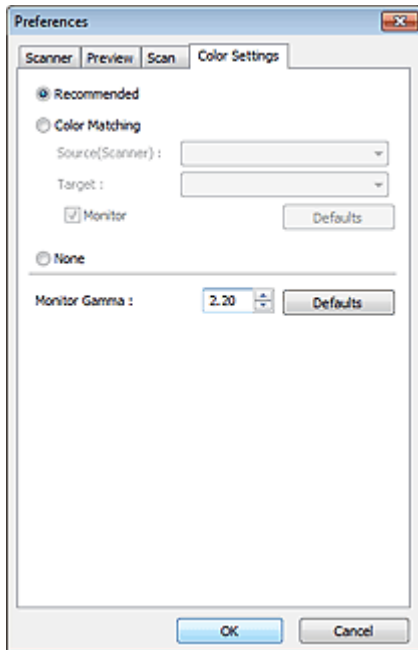 Preferences
Scanner Preview Scan Color Settings
Recommended
Color Matching
Source(Scanner) :
Target :
Monitor Defaults
None
Monitor Gamma : 2.20 Defaults
OK Cancel